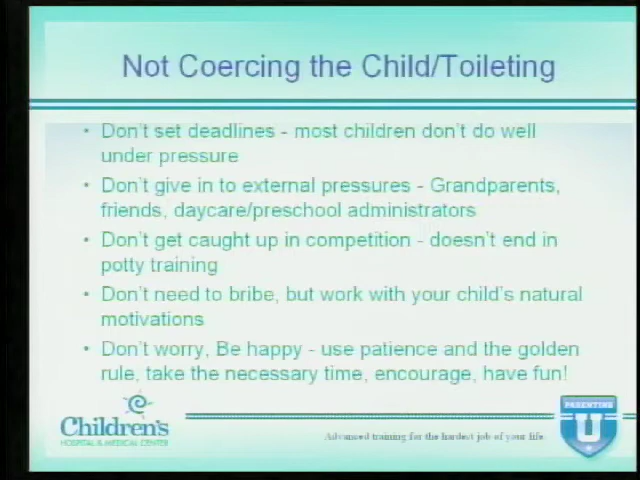 Not Coercing the Child/Toileting
• Don't set deadlines - most children don't do well
under pressure
• Don't give in to external pressures - Grandparents,
friends, daycare/preschool administrators
• Don't get caught up in competition - doesn't end in
potty training
• Don't need to bribe, but work with your child's natural
motivations
• Don't worry, Be happy - use patience and the golden
rule, take the necessary time, encourage, have fun!
Children's
HOSPITAL & MEDICAL CENTER
Advanced training for the hardest job of your life.
PARENTING
U